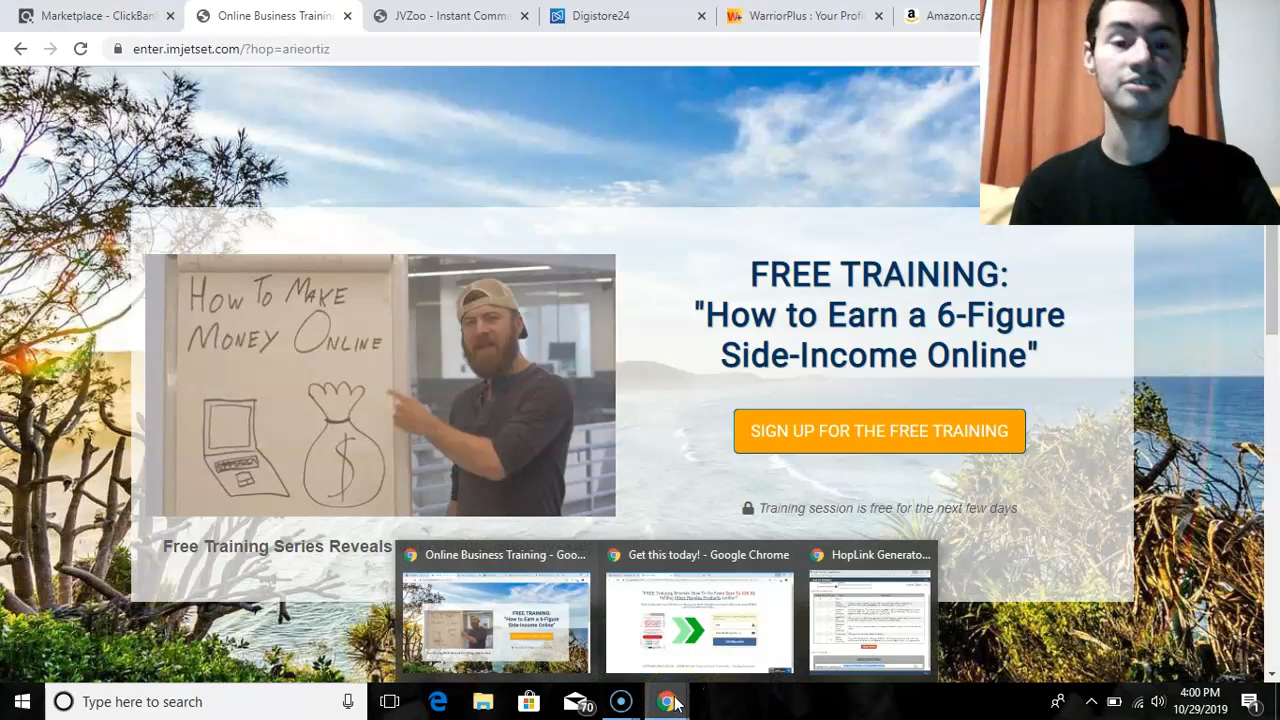 Marketplace - ClickBan
Online Business Trainin
JVZoo - Instant Comm
Digistore24
WarriorPlus : Your Profi
Amazon.co
enter.imjetset.com/?hop=arieortiz
HOW TO MAKE
MONEY ONLINE
$
FREE TRAINING:
"How to Earn a 6-Figure
Side-Income Online"
SIGN UP FOR THE FREE TRAINING
Training session is free for the next few days
Free Training Series Reveals
Online Business Training - Goo...
Get this today! - Google Chrome
HopLink Generato...
FREE TRAINING:
"How to Earn a 6-Figure
Side-Income Online"
Type here to search
70
4:00 PM
10/29/2019
1